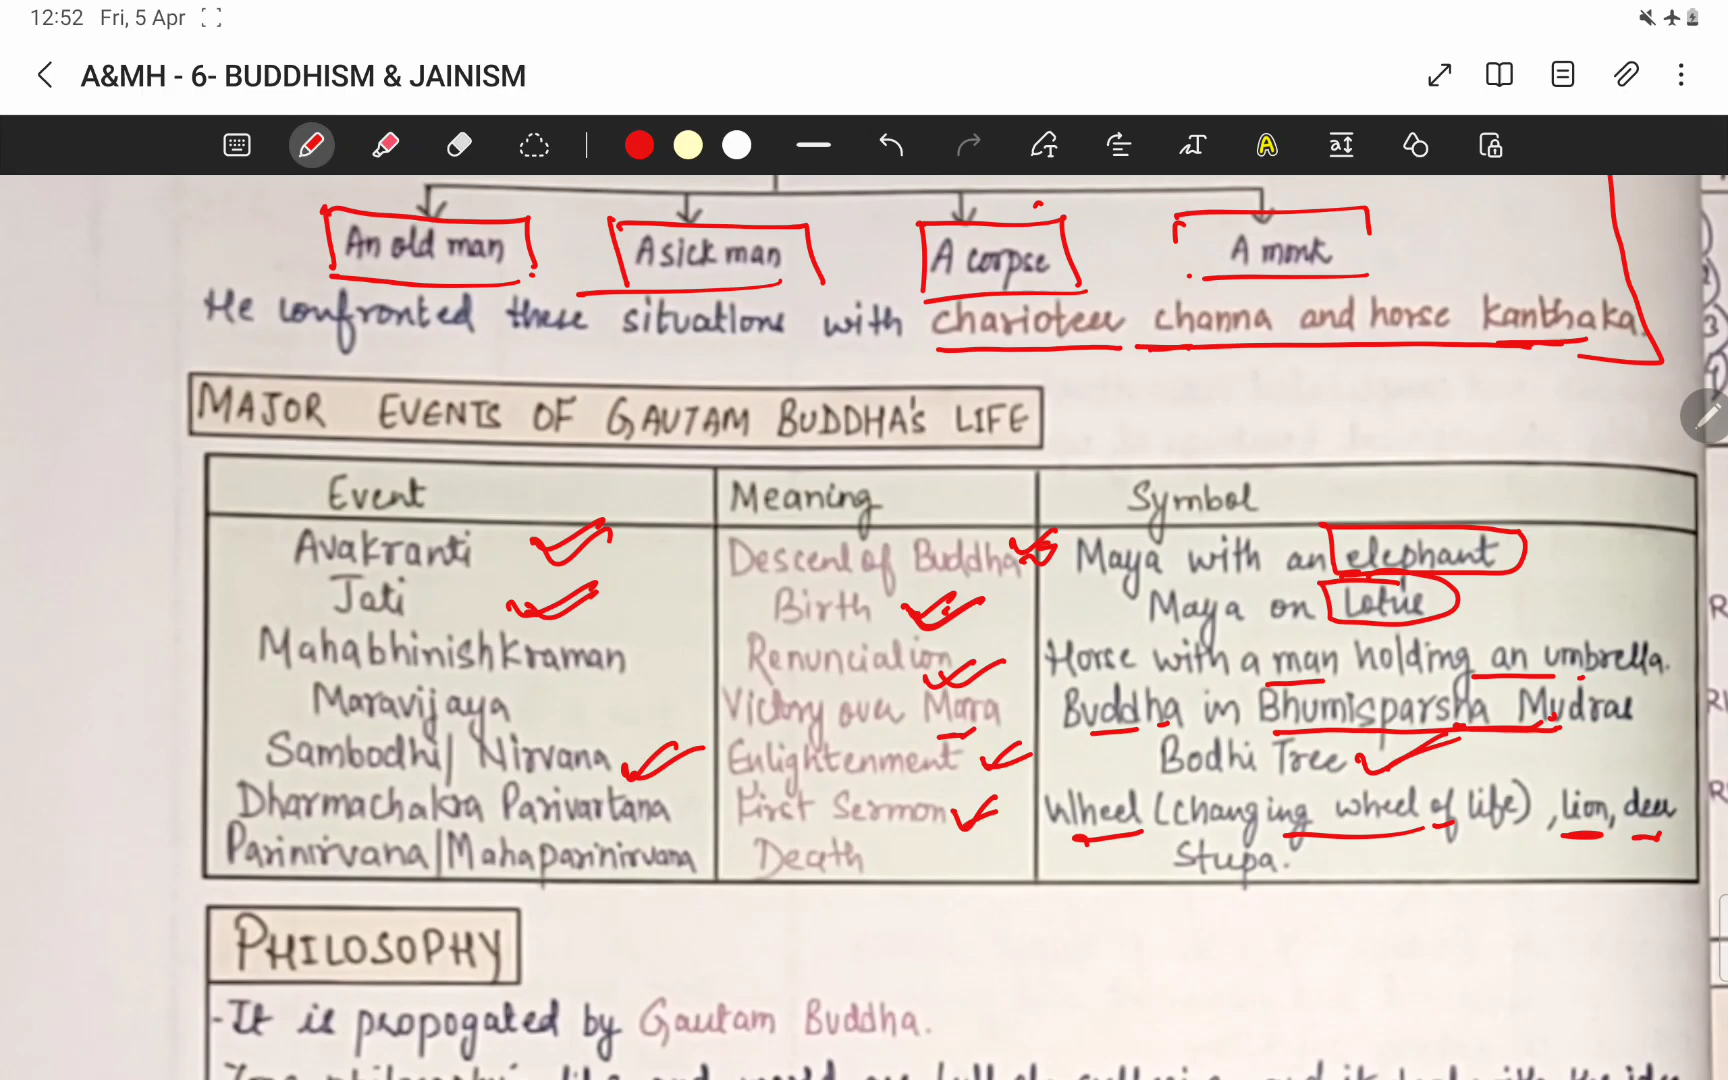 12:52 Fri, 5 Apr
A&MH - 6- BUDDHISM & JAINISM
An old man A sick man A corpse A monk
He confronted these situations with charioteer channa and horse kanthaka.
MAJOR EVENTS OF GAUTAM BUDDHA'S LIFE
Event Meaning Symbol
Avakranti Descent of Buddha Maya with an elephant
Jati Birth Maya on Lotus
Mahabhinishkraman Renunciation Horse with a man holding an umbrella.
Maravijaya Victory over Mara Buddha in Bhumisparsha Mudras
Sambodhi/ Nirvana Enlightenment Bodhi Tree
Dharmachakra Parivartana First Sermon Wheel (changing wheel of life), lion, deer
Parinirvana/Mahaparinirvana Death Stupa.
PHILOSOPHY
-It is propogated by Gautam Buddha.